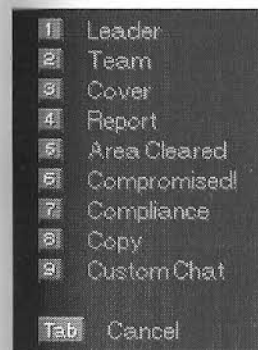 1 Leader
2 Team
3 Cover
4 Report
5 Area Cleared
6 Compromised!
7 Compliance
8 Copy
9 Custom Chat
Tab Cancel